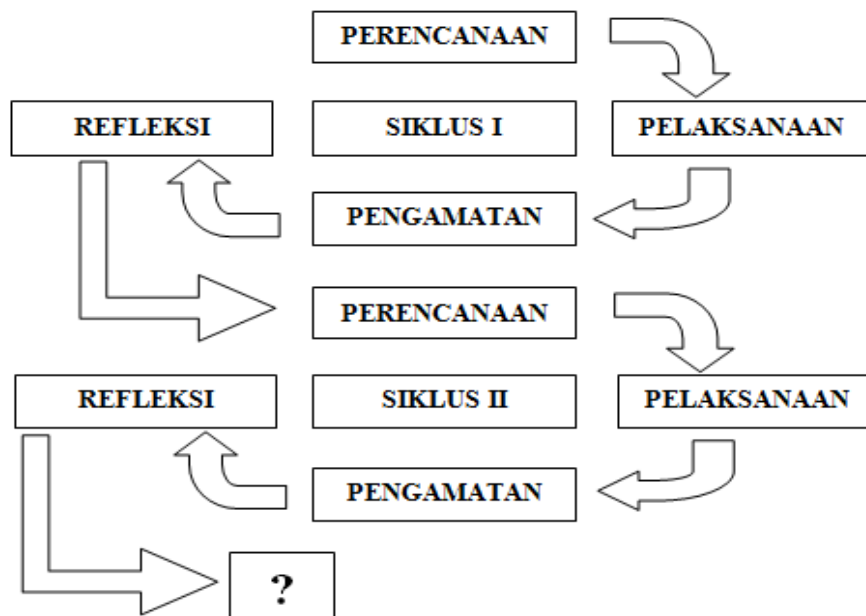 PERENCANAAN
REFLEKSI
SIKLUS I
PELAKSANAAN
PENGAMATAN
PERENCANAAN
REFLEKSI
SIKLUS II
PELAKSANAAN
PENGAMATAN
?